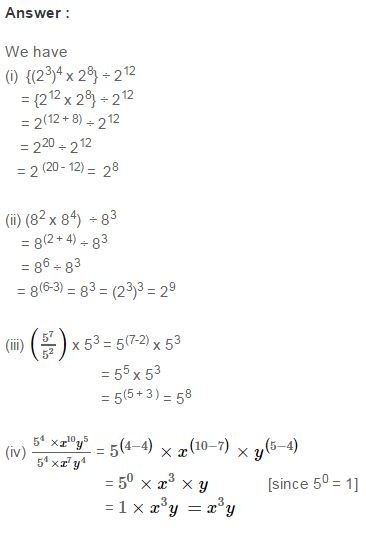 Answer :
We have
(i) {(2³)⁴ x 2⁸} ÷ 2¹²
= {2¹² x 2⁸} ÷ 2¹²
= 2⁽¹² ⁺ ⁸⁾ ÷ 2¹²
= 2²⁰ ÷ 2¹²
= 2 ⁽²⁰ ⁻ ¹²⁾ = 2⁸
(ii) (8² x 8⁴) ÷ 8³
= 8⁽² ⁺ ⁴⁾ ÷ 8³
= 8⁶ ÷ 8³
= 8⁽⁶⁻³⁾ = 8³ = (2³)³ = 2⁹
(iii) (5⁷/5²) x 5³ = 5⁽⁷⁻²⁾ x 5³
= 5⁵ x 5³
= 5⁽⁵ ⁺ ³ ⁾ = 5⁸
(iv) 5⁴ ×x¹⁰y⁵ / 5⁴ ×x⁷y⁴ = 5⁽⁴⁻⁴⁾ × x⁽¹⁰⁻⁷⁾ × y⁽⁵⁻⁴⁾
= 5⁰ × x³ × y [since 5⁰ = 1]
= 1 × x³y = x³y